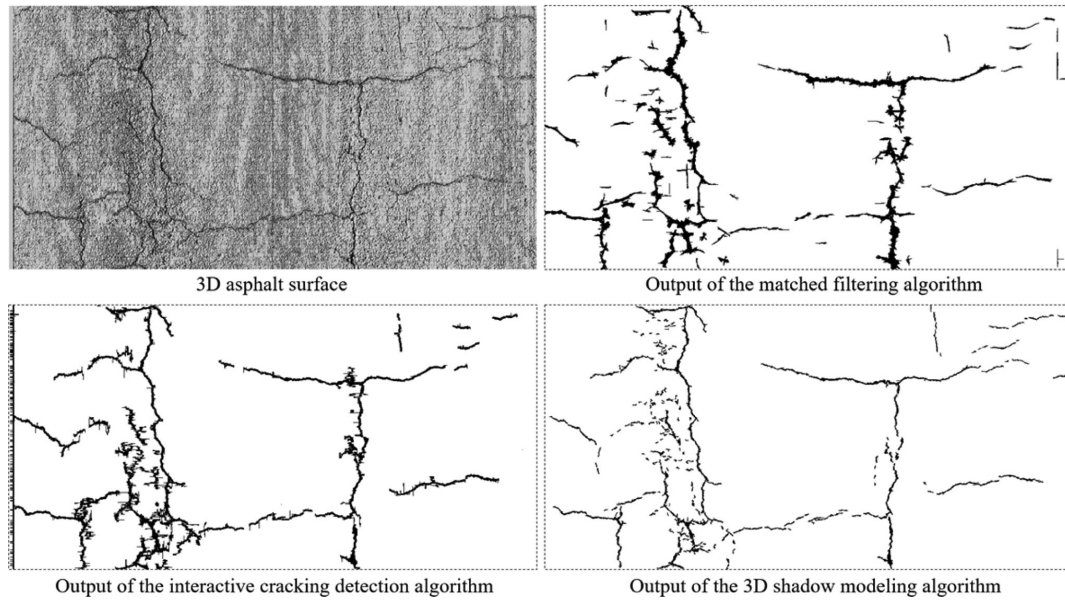 3D asphalt surface
Output of the matched filtering algorithm
Output of the interactive cracking detection algorithm
Output of the 3D shadow modeling algorithm